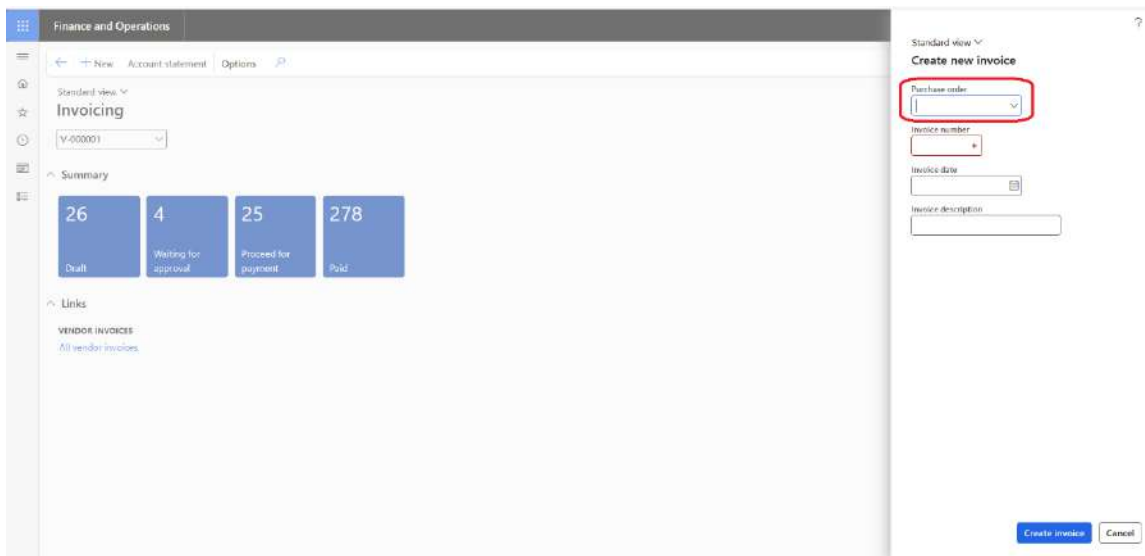 Finance and Operations
?
New Account statement Options
Standard view
Invoicing
V-000001
Summary
26
Draft
4
Waiting for
approval
25
Proceed for
payment
278
Paid
Links
VENDOR INVOICES
All vendor invoices
Standard view
Create new invoice
Purchase order
Invoice number
*
Invoice date
Invoice description
Create invoice Cancel